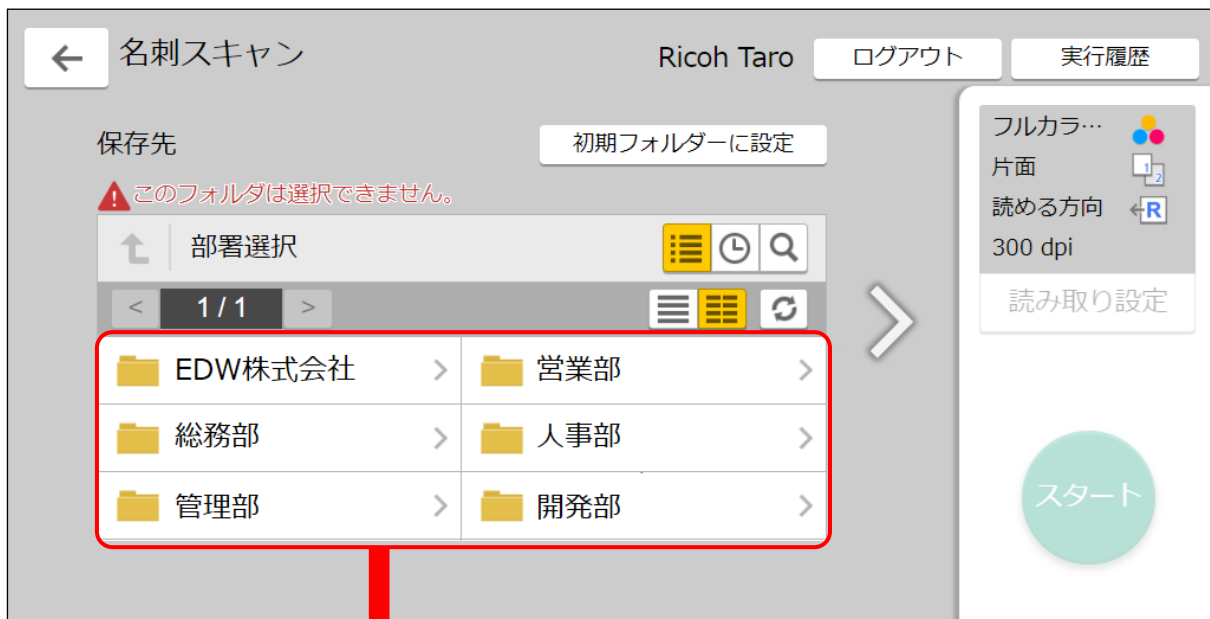 名刺スキャン
Ricoh Taro
ログアウト
実行履歴
保存先
初期フォルダーに設定
このフォルダは選択できません。
部署選択
< 1 / 1 >
EDW株式会社
営業部
総務部
人事部
管理部
開発部
フルカラ…
片面 1 2
読める方向 ←R
300 dpi
読み取り設定
スタート